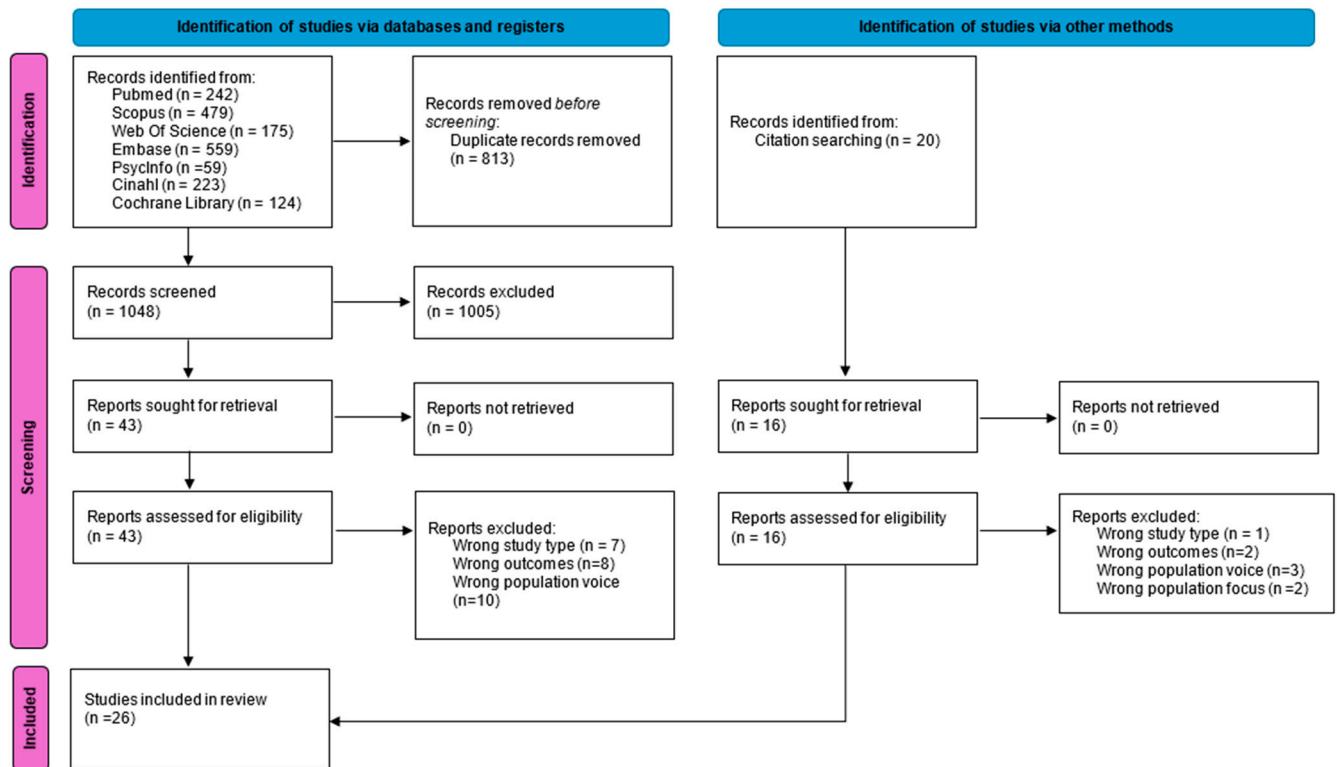 Identification of studies via databases and registers
Identification of studies via other methods
Identification
Records identified from:
Pubmed (n = 242)
Scopus (n = 479)
Web Of Science (n = 175)
Embase (n = 559)
PsycInfo (n =59)
Cinahl (n = 223)
Cochrane Library (n = 124)
Records removed before
screening:
Duplicate records removed
(n = 813)
Records identified from:
Citation searching (n = 20)
Screening
Records screened
(n = 1048)
Records excluded
(n = 1005)
Reports sought for retrieval
(n = 43)
Reports not retrieved
(n = 0)
Reports sought for retrieval
(n = 16)
Reports not retrieved
(n = 0)
Reports assessed for eligibility
(n = 43)
Reports excluded:
Wrong study type (n = 7)
Wrong outcomes (n=8)
Wrong population voice
(n=10)
Reports assessed for eligibility
(n = 16)
Reports excluded:
Wrong study type (n = 1)
Wrong outcomes (n=2)
Wrong population voice (n=3)
Wrong population focus (n =2)
Included
Studies included in review
(n =26)